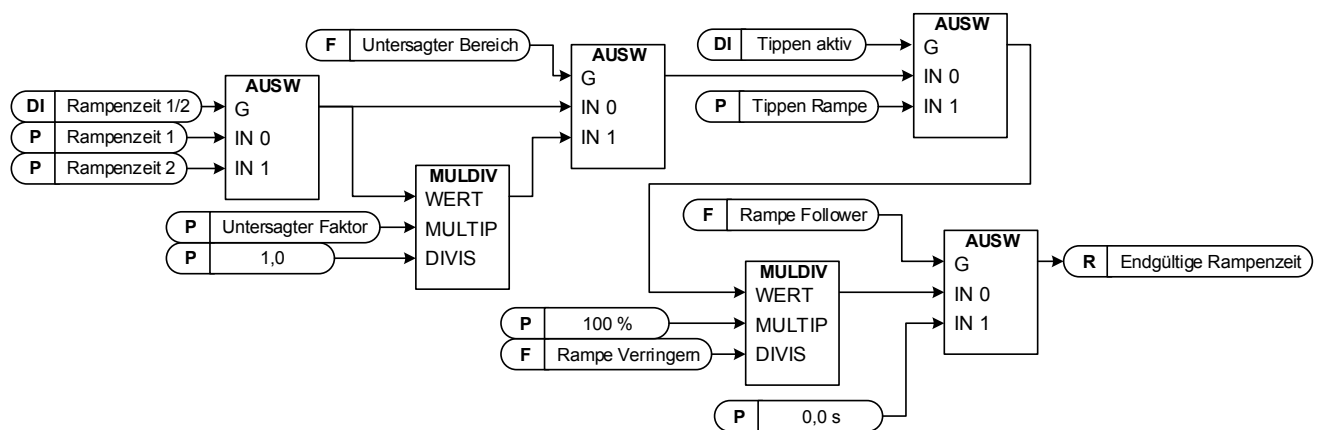 F Untersagter Bereich
AUSW
G
IN 0
IN 1
DI Tippen aktiv
P Tippen Rampe
AUSW
G
IN 0
IN 1
DI Rampenzeit 1/2
P Rampenzeit 1
P Rampenzeit 2
AUSW
G
IN 0
IN 1
P Untersagter Faktor
P 1,0
MULDIV
WERT
MULTIP
DIVIS
F Rampe Follower
AUSW
G
IN 0
IN 1
R Endgültige Rampenzeit
P 100 %
F Rampe Verringern
MULDIV
WERT
MULTIP
DIVIS
P 0,0 s